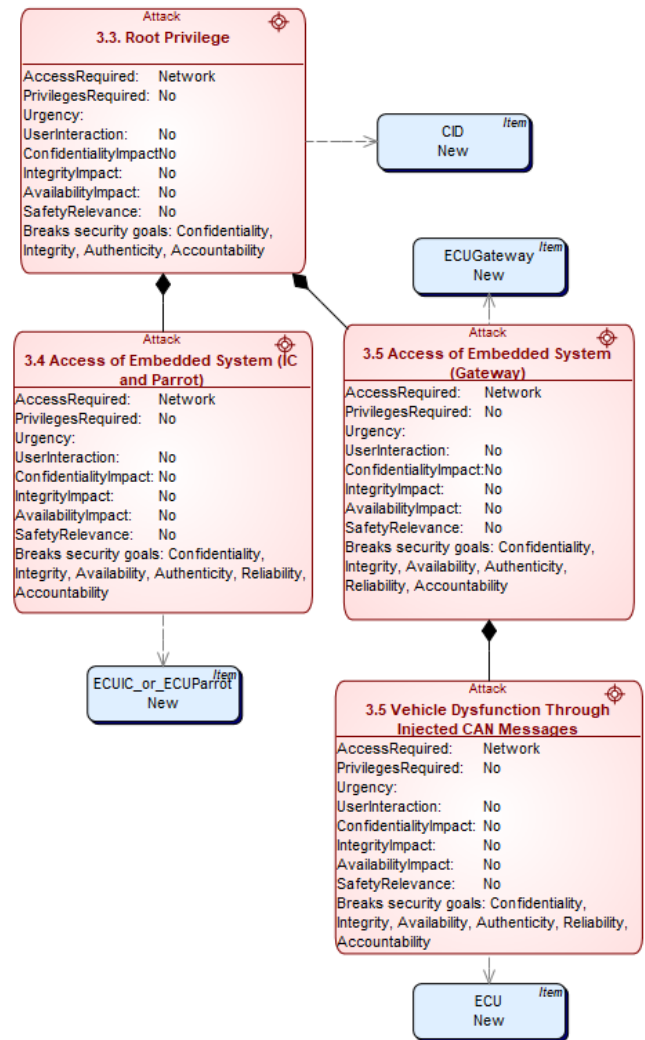 Attack
3.3. Root Privilege
AccessRequired: Network
PrivilegesRequired: No
Urgency:
UserInteraction: No
ConfidentialityImpactNo
IntegrityImpact: No
AvailabilityImpact: No
SafetyRelevance: No
Breaks security goals: Confidentiality,
Integrity, Authenticity, Accountability
Item
CID
New
Item
ECUGateway
New
Attack
3.4 Access of Embedded System (IC
and Parrot)
AccessRequired: Network
PrivilegesRequired: No
Urgency:
UserInteraction: No
ConfidentialityImpact: No
IntegrityImpact: No
AvailabilityImpact: No
SafetyRelevance: No
Breaks security goals: Confidentiality,
Integrity, Availability, Authenticity, Reliability,
Accountability
Attack
3.5 Access of Embedded System
(Gateway)
AccessRequired: Network
PrivilegesRequired: No
Urgency:
UserInteraction: No
ConfidentialityImpact:No
IntegrityImpact: No
AvailabilityImpact: No
SafetyRelevance: No
Breaks security goals: Confidentiality,
Integrity, Availability, Authenticity,
Reliability, Accountability
Item
ECUIC_or_ECUParrot
New
Attack
3.5 Vehicle Dysfunction Through
Injected CAN Messages
AccessRequired: Network
PrivilegesRequired: No
Urgency:
UserInteraction: No
ConfidentialityImpact: No
IntegrityImpact: No
AvailabilityImpact: No
SafetyRelevance: No
Breaks security goals: Confidentiality,
Integrity, Availability, Authenticity, Reliability,
Accountability
Item
ECU
New